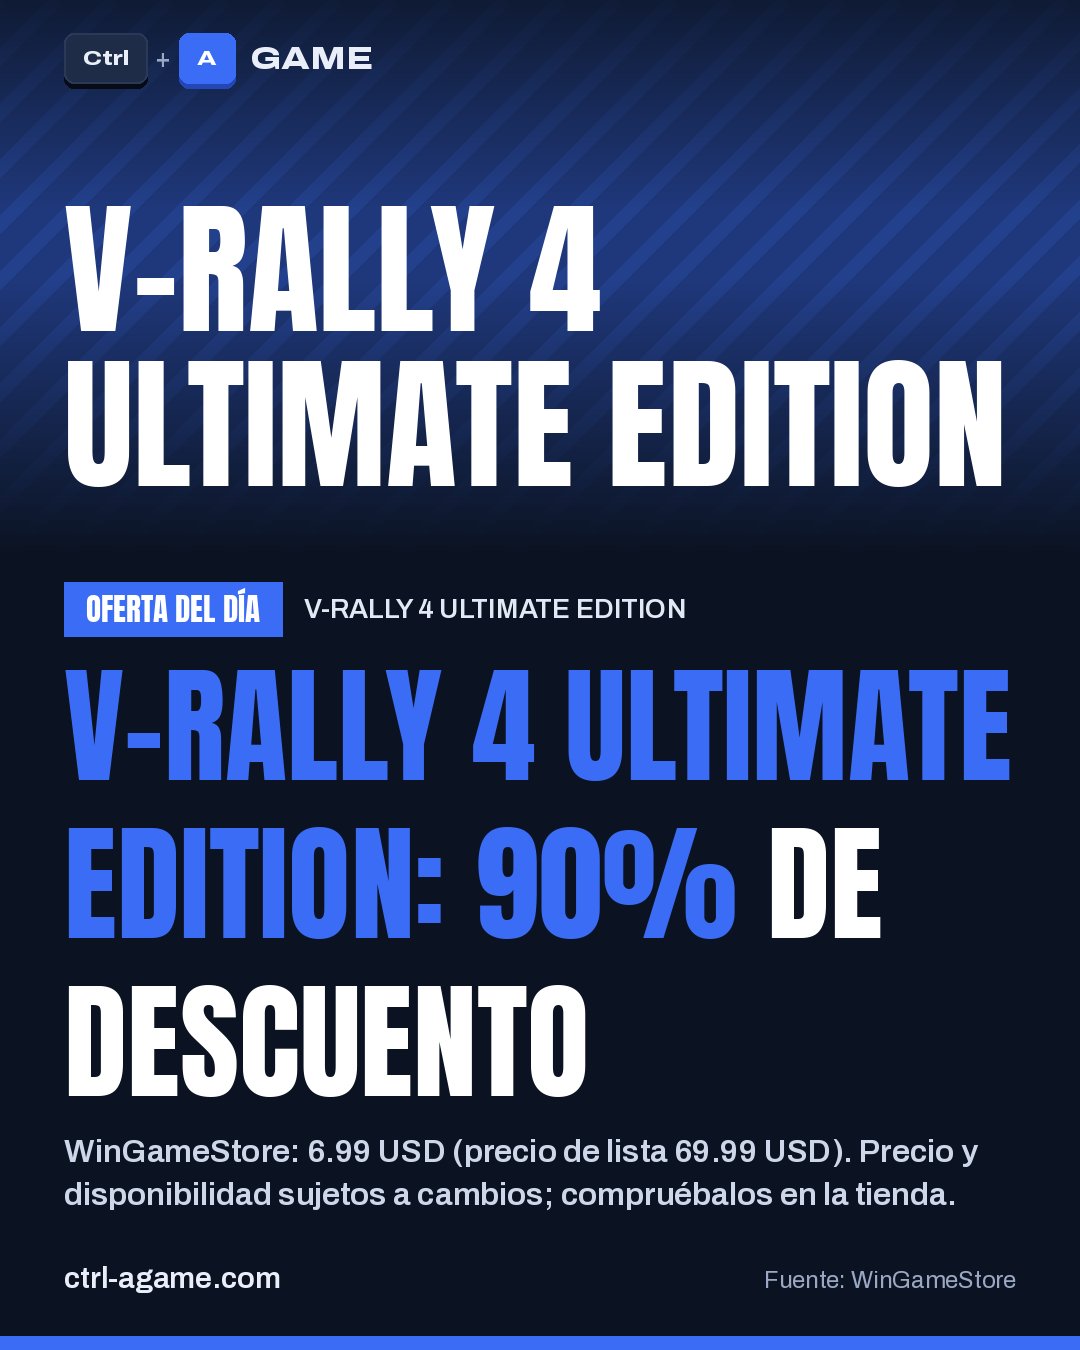 Ctrl + A GAME
V-RALLY 4
ULTIMATE EDITION
OFERTA DEL DÍA V-RALLY 4 ULTIMATE EDITION
V-RALLY 4 ULTIMATE
EDITION: 90% DE
DESCUENTO
WinGameStore: 6.99 USD (precio de lista 69.99 USD). Precio y
disponibilidad sujetos a cambios; compruébalos en la tienda.
ctrl-agame.com Fuente: WinGameStore